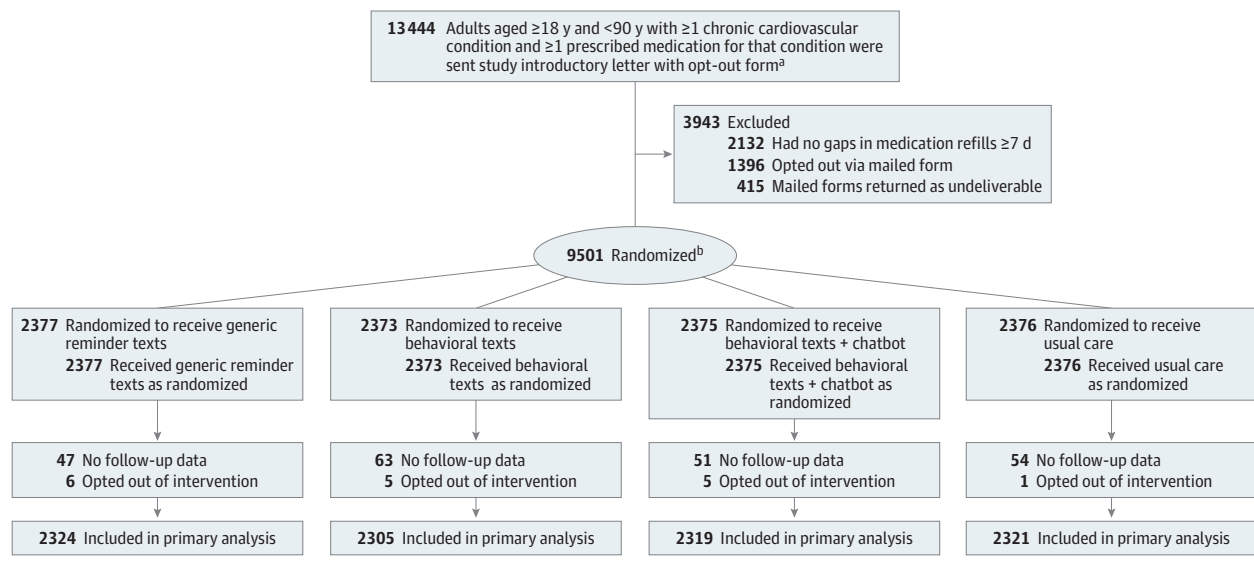 13 444 Adults aged ≥18 y and <90 y with ≥1 chronic cardiovascular
condition and ≥1 prescribed medication for that condition were
sent study introductory letter with opt-out formᵃ
3943 Excluded
2132 Had no gaps in medication refills ≥7 d
1396 Opted out via mailed form
415 Mailed forms returned as undeliverable
9501 Randomizedᵇ
2377 Randomized to receive generic
reminder texts
2377 Received generic reminder
texts as randomized
2373 Randomized to receive
behavioral texts
2373 Received behavioral
texts as randomized
2375 Randomized to receive
behavioral texts + chatbot
2375 Received behavioral
texts + chatbot as
randomized
2376 Randomized to receive
usual care
2376 Received usual care
as randomized
47 No follow-up data
6 Opted out of intervention
63 No follow-up data
5 Opted out of intervention
51 No follow-up data
5 Opted out of intervention
54 No follow-up data
1 Opted out of intervention
2324 Included in primary analysis
2305 Included in primary analysis
2319 Included in primary analysis
2321 Included in primary analysis